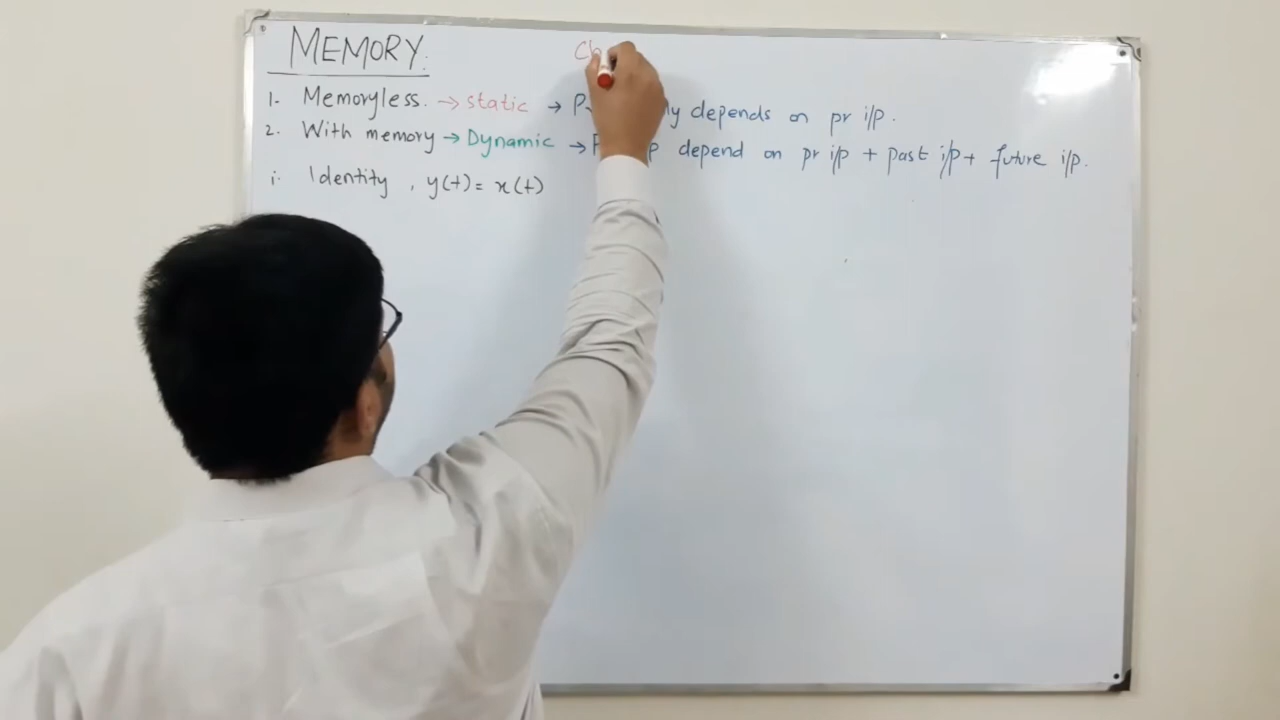 MEMORY:
1. Memoryless. → static → depends on pr i/p.
2. With memory → Dynamic → depend on pr i/p + past i/p + future i/p.
i. Identity, y(t) = x(t)